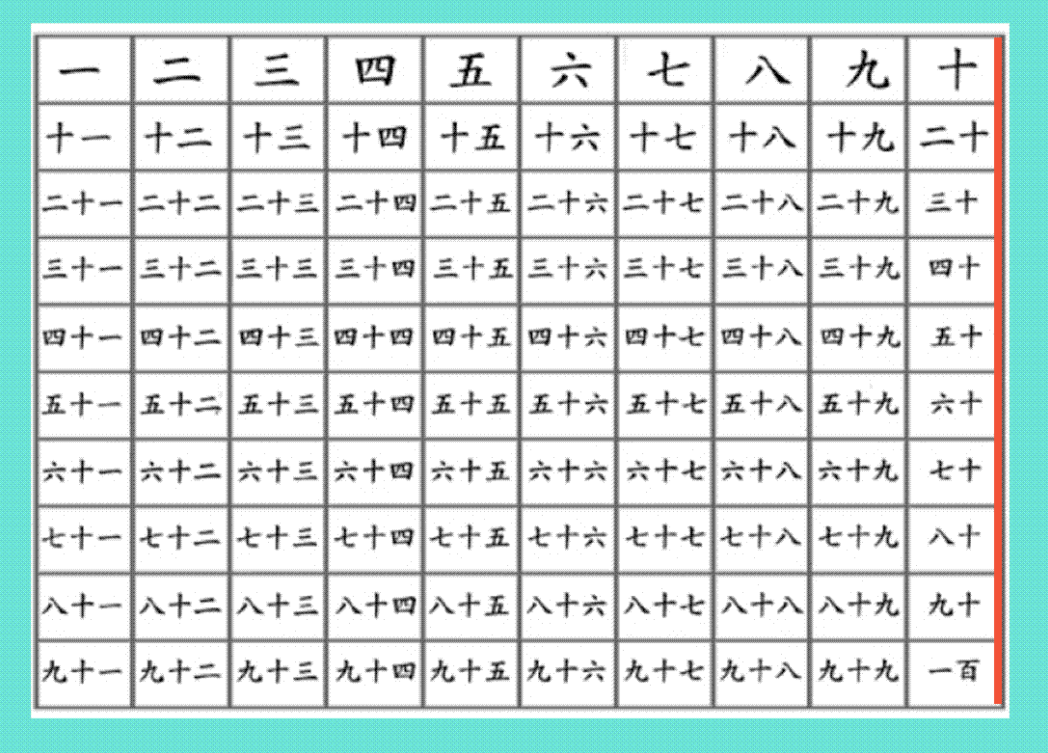 一 二 三 四 五 六 七 八 九 十
十一 十二 十三 十四 十五 十六 十七 十八 十九 二十
二十一 二十二 二十三 二十四 二十五 二十六 二十七 二十八 二十九 三十
三十一 三十二 三十三 三十四 三十五 三十六 三十七 三十八 三十九 四十
四十一 四十二 四十三 四十四 四十五 四十六 四十七 四十八 四十九 五十
五十一 五十二 五十三 五十四 五十五 五十六 五十七 五十八 五十九 六十
六十一 六十二 六十三 六十四 六十五 六十六 六十七 六十八 六十九 七十
七十一 七十二 七十三 七十四 七十五 七十六 七十七 七十八 七十九 八十
八十一 八十二 八十三 八十四 八十五 八十六 八十七 八十八 八十九 九十
九十一 九十二 九十三 九十四 九十五 九十六 九十七 九十八 九十九 一百